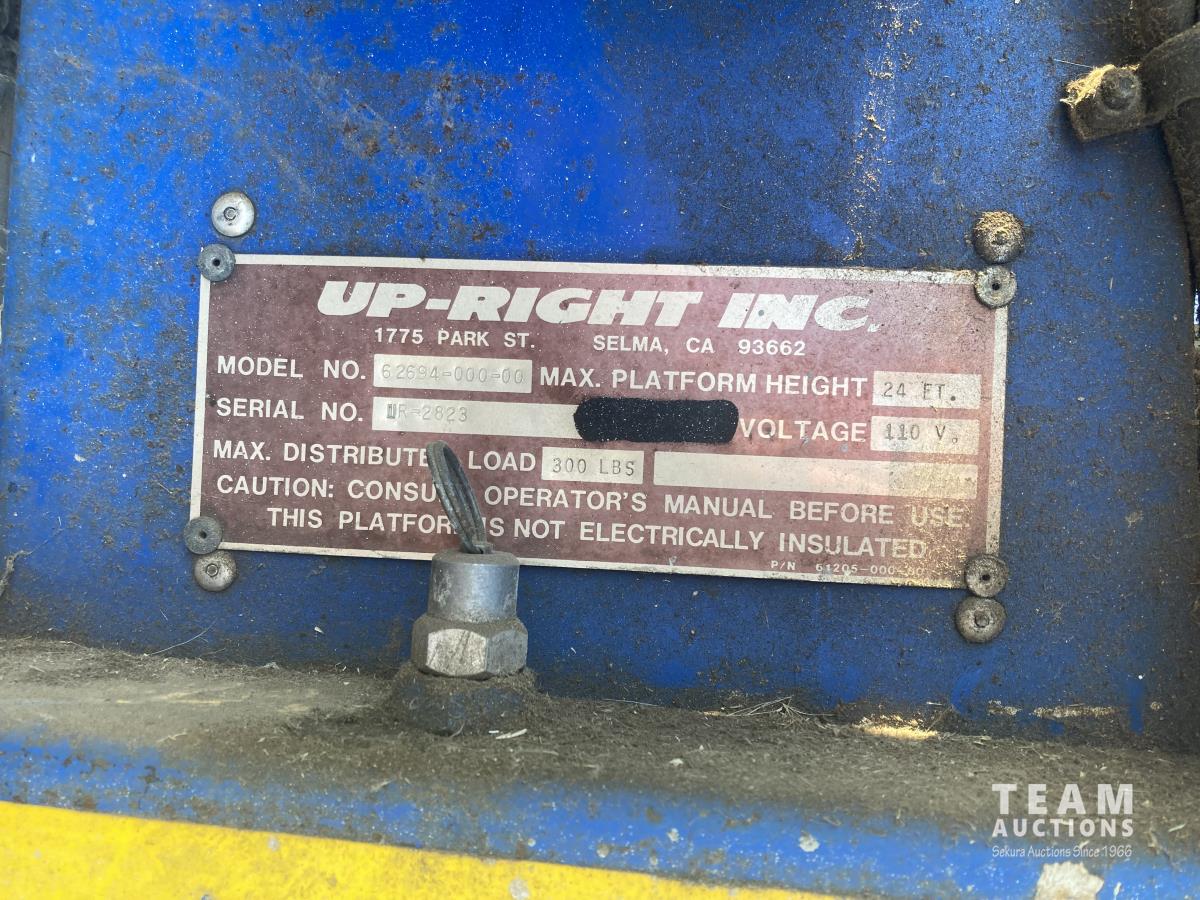 UP-RIGHT INC.
1775 PARK ST. SELMA, CA 93662
MODEL NO. 62694-000-00 MAX. PLATFORM HEIGHT 24 FT.
SERIAL NO. R-2823 VOLTAGE 110 V.
MAX. DISTRIBUTE LOAD 300 LBS
CAUTION: CONSU OPERATOR'S MANUAL BEFORE USE.
THIS PLATFOR IS NOT ELECTRICALLY INSULATED
P/N 61205-000-00
TEAM
AUCTIONS
Sekura Auctions Since 1966